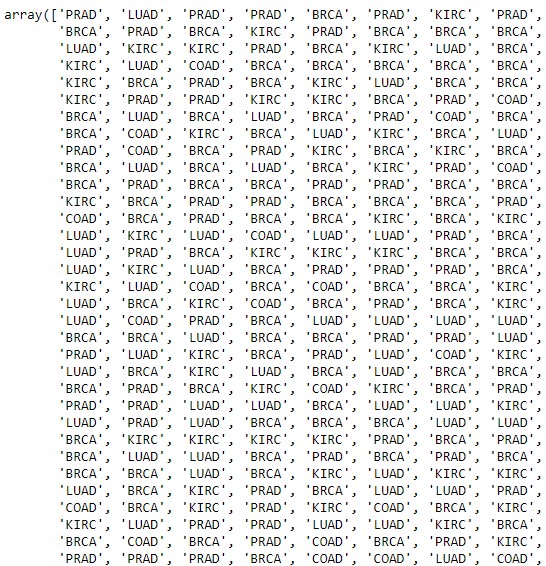 array(['PRAD', 'LUAD', 'PRAD', 'PRAD', 'BRCA', 'PRAD', 'KIRC', 'PRAD',
'BRCA', 'PRAD', 'BRCA', 'KIRC', 'PRAD', 'BRCA', 'BRCA', 'BRCA',
'LUAD', 'KIRC', 'KIRC', 'PRAD', 'BRCA', 'KIRC', 'LUAD', 'BRCA',
'KIRC', 'LUAD', 'COAD', 'BRCA', 'BRCA', 'BRCA', 'BRCA', 'BRCA',
'KIRC', 'BRCA', 'PRAD', 'BRCA', 'KIRC', 'LUAD', 'BRCA', 'BRCA',
'KIRC', 'PRAD', 'PRAD', 'KIRC', 'KIRC', 'BRCA', 'PRAD', 'COAD',
'BRCA', 'LUAD', 'BRCA', 'LUAD', 'BRCA', 'PRAD', 'COAD', 'BRCA',
'BRCA', 'COAD', 'KIRC', 'BRCA', 'LUAD', 'KIRC', 'BRCA', 'LUAD',
'PRAD', 'COAD', 'BRCA', 'PRAD', 'KIRC', 'BRCA', 'KIRC', 'BRCA',
'BRCA', 'LUAD', 'BRCA', 'LUAD', 'BRCA', 'KIRC', 'PRAD', 'COAD',
'BRCA', 'PRAD', 'BRCA', 'BRCA', 'PRAD', 'PRAD', 'BRCA', 'BRCA',
'KIRC', 'BRCA', 'PRAD', 'PRAD', 'BRCA', 'BRCA', 'BRCA', 'PRAD',
'COAD', 'BRCA', 'PRAD', 'BRCA', 'BRCA', 'KIRC', 'BRCA', 'KIRC',
'LUAD', 'KIRC', 'LUAD', 'COAD', 'LUAD', 'LUAD', 'PRAD', 'BRCA',
'LUAD', 'PRAD', 'BRCA', 'KIRC', 'KIRC', 'KIRC', 'BRCA', 'BRCA',
'LUAD', 'KIRC', 'LUAD', 'BRCA', 'PRAD', 'PRAD', 'PRAD', 'BRCA',
'KIRC', 'LUAD', 'COAD', 'BRCA', 'COAD', 'BRCA', 'BRCA', 'KIRC',
'LUAD', 'BRCA', 'KIRC', 'COAD', 'BRCA', 'PRAD', 'BRCA', 'KIRC',
'LUAD', 'COAD', 'PRAD', 'BRCA', 'LUAD', 'LUAD', 'LUAD', 'LUAD',
'BRCA', 'BRCA', 'LUAD', 'BRCA', 'BRCA', 'PRAD', 'PRAD', 'LUAD',
'PRAD', 'LUAD', 'KIRC', 'BRCA', 'PRAD', 'LUAD', 'COAD', 'KIRC',
'LUAD', 'BRCA', 'KIRC', 'LUAD', 'BRCA', 'LUAD', 'BRCA', 'BRCA',
'BRCA', 'PRAD', 'BRCA', 'KIRC', 'COAD', 'KIRC', 'BRCA', 'PRAD',
'PRAD', 'PRAD', 'LUAD', 'LUAD', 'BRCA', 'LUAD', 'LUAD', 'KIRC',
'LUAD', 'PRAD', 'LUAD', 'BRCA', 'BRCA', 'BRCA', 'LUAD', 'LUAD',
'BRCA', 'KIRC', 'KIRC', 'KIRC', 'KIRC', 'PRAD', 'BRCA', 'PRAD',
'BRCA', 'LUAD', 'LUAD', 'BRCA', 'PRAD', 'BRCA', 'PRAD', 'BRCA',
'BRCA', 'BRCA', 'LUAD', 'BRCA', 'KIRC', 'LUAD', 'KIRC', 'KIRC',
'LUAD', 'BRCA', 'KIRC', 'PRAD', 'BRCA', 'LUAD', 'LUAD', 'PRAD',
'COAD', 'BRCA', 'KIRC', 'PRAD', 'KIRC', 'COAD', 'BRCA', 'KIRC',
'KIRC', 'LUAD', 'PRAD', 'PRAD', 'LUAD', 'LUAD', 'KIRC', 'BRCA',
'BRCA', 'COAD', 'BRCA', 'PRAD', 'BRCA', 'COAD', 'PRAD', 'KIRC',
'PRAD', 'PRAD', 'PRAD', 'BRCA', 'COAD', 'COAD', 'LUAD', 'COAD',